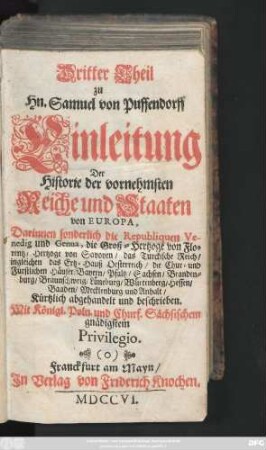 Dritter Theil
zu
Hn. Samuel von Puffendorff
Einleitung
Der
Historie der vornehmsten
Reiche und Staaten
von EUROPA,
Darinnen sonderlich die Republiquen Ve-
nedig und Genua, die Groß-Hertzoge von Flo-
rentz, Hertzoge von Savoyen, das Türckische Reich/
ingleichen das Ertz-Hauß Oesterreich/ die Chur- und
Fürstlichen Häuser, Bayern/ Pfaltz/ Sachsen/ Branden-
burg/ Braunschweig, Lüneburg/ Würtenberg/ Hessen/
Baaden/ Mecklenburg und Anhalt/
Kürtzlich abgehandelt und beschrieben.
Mit Königl. Poln. und Churf. Sächsischem
gnädigstem
Privilegio.
(o)
Franckfurt am Mayn/
In Verlag von Friderich Knochen.
MDCCVI.